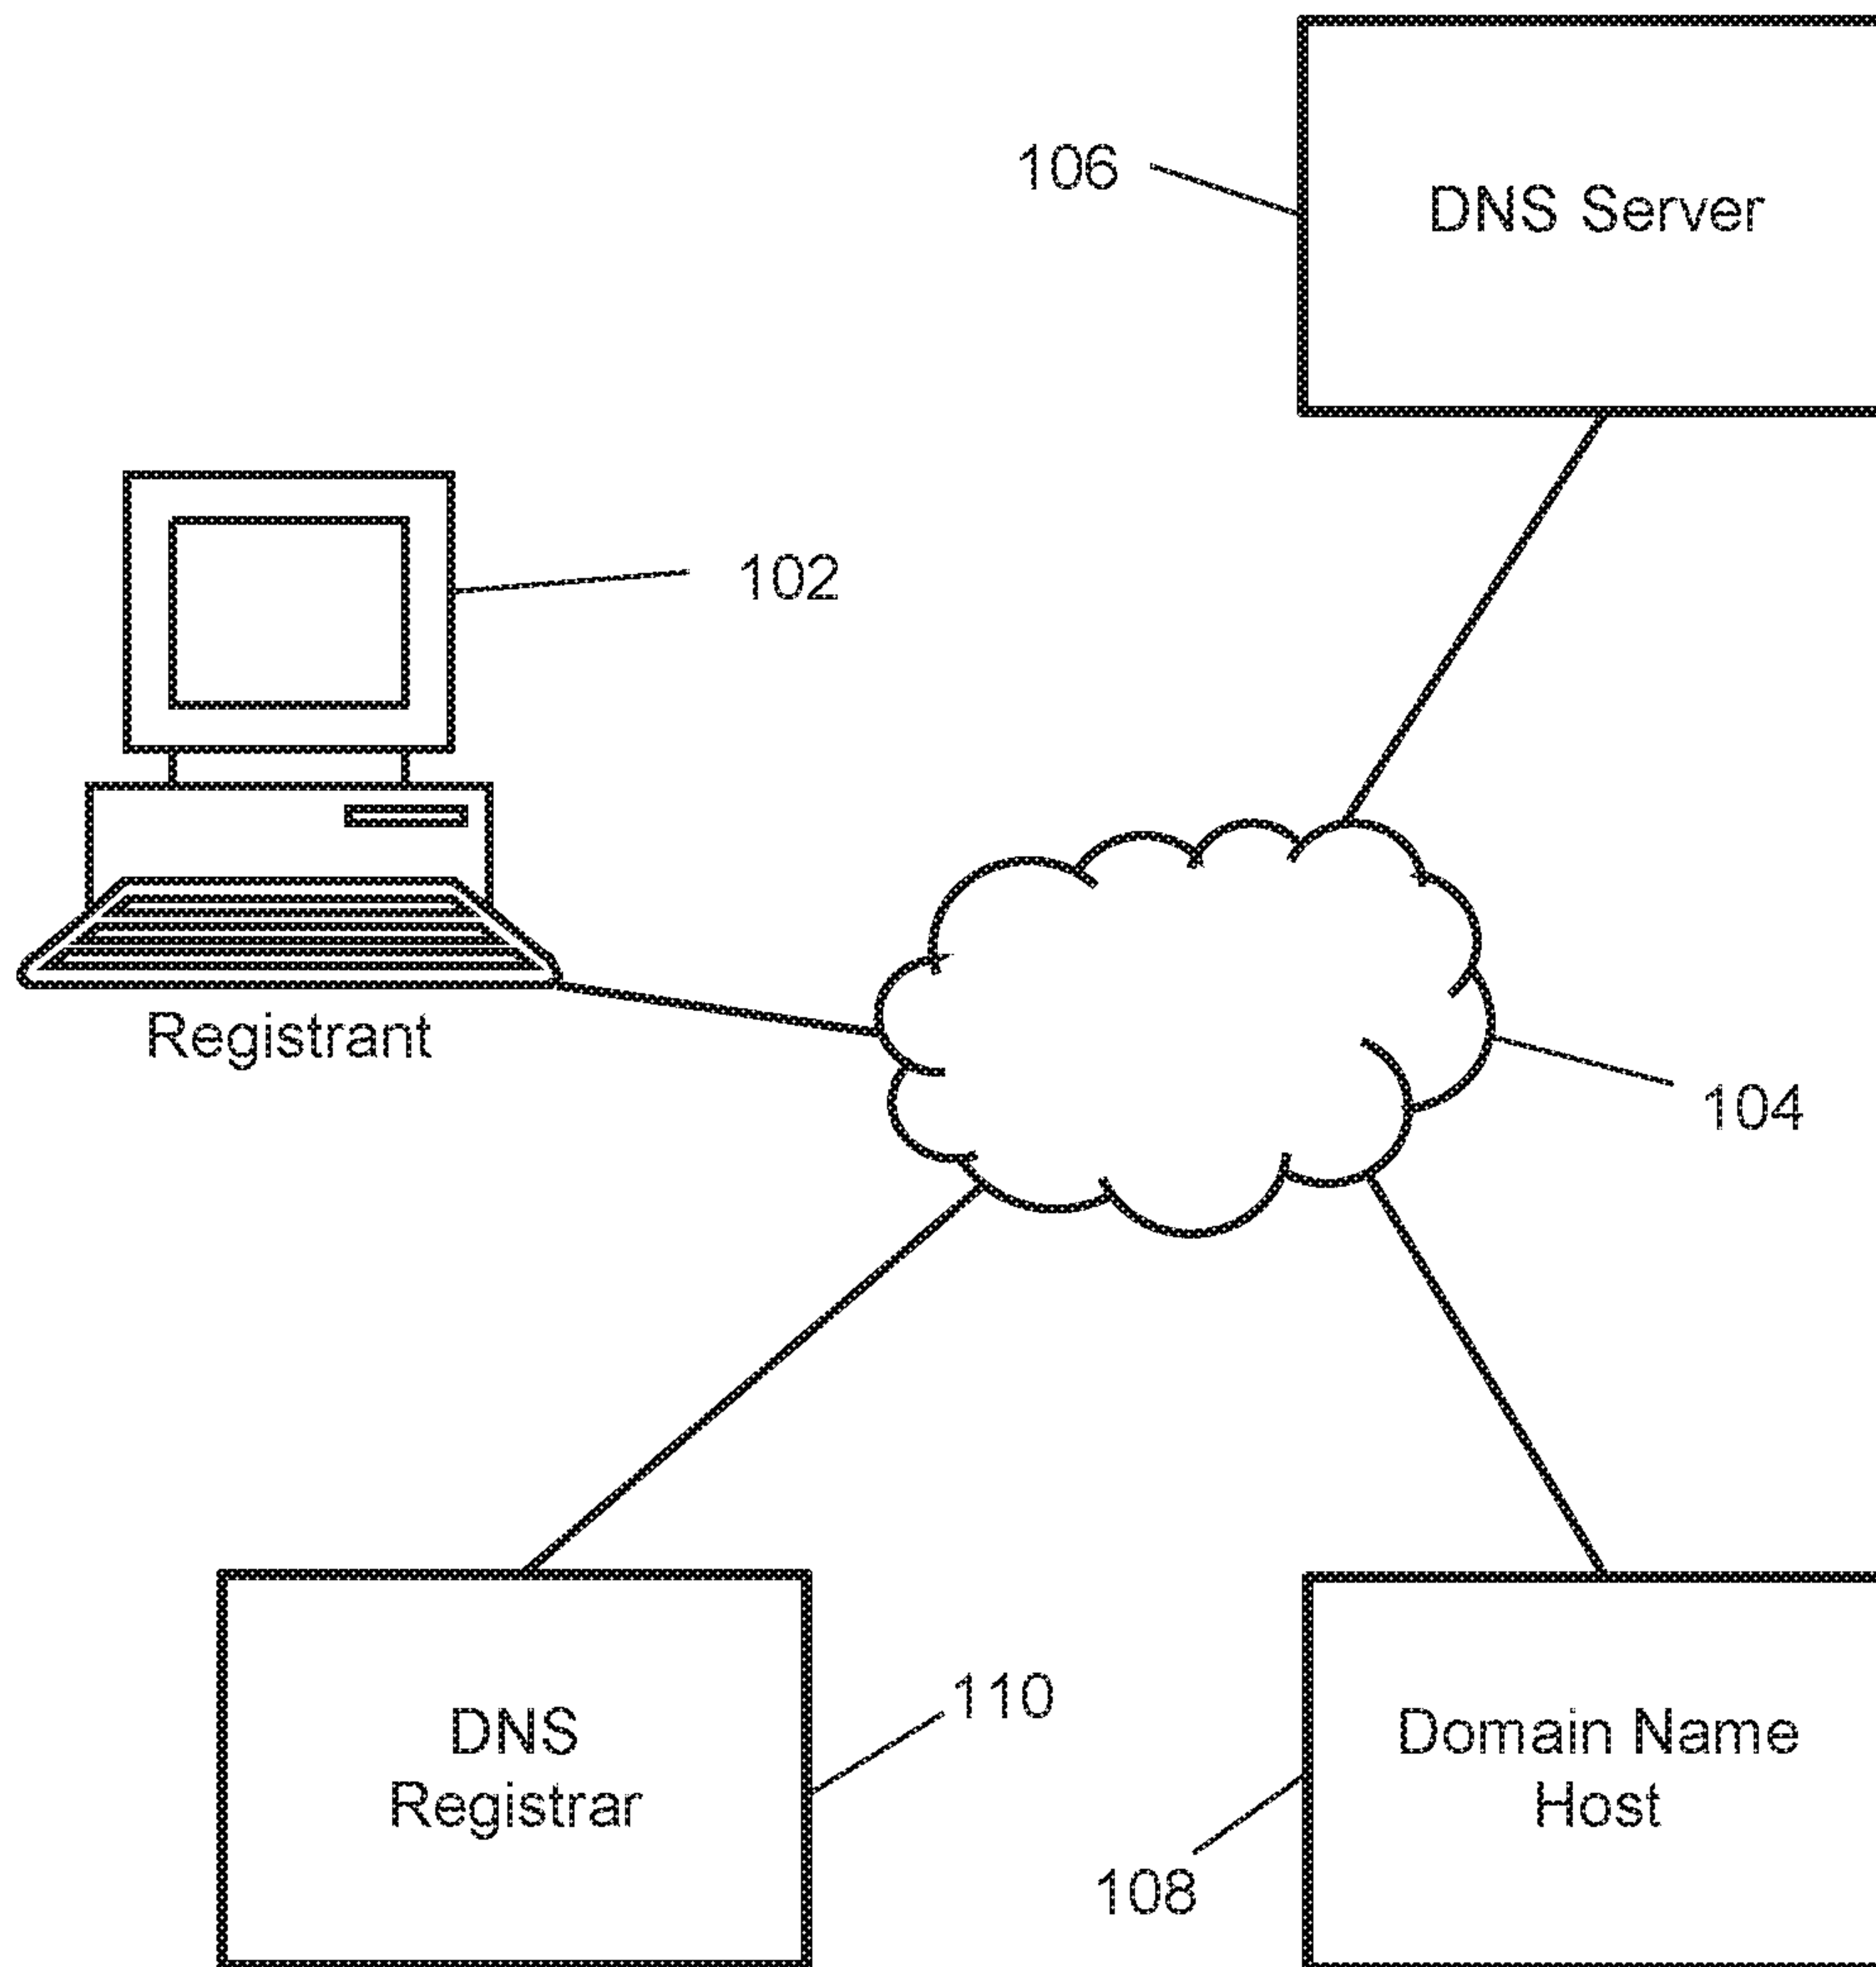 106
DNS Server
102
Registrant
104
110
DNS
Registrar
Domain Name
Host
108